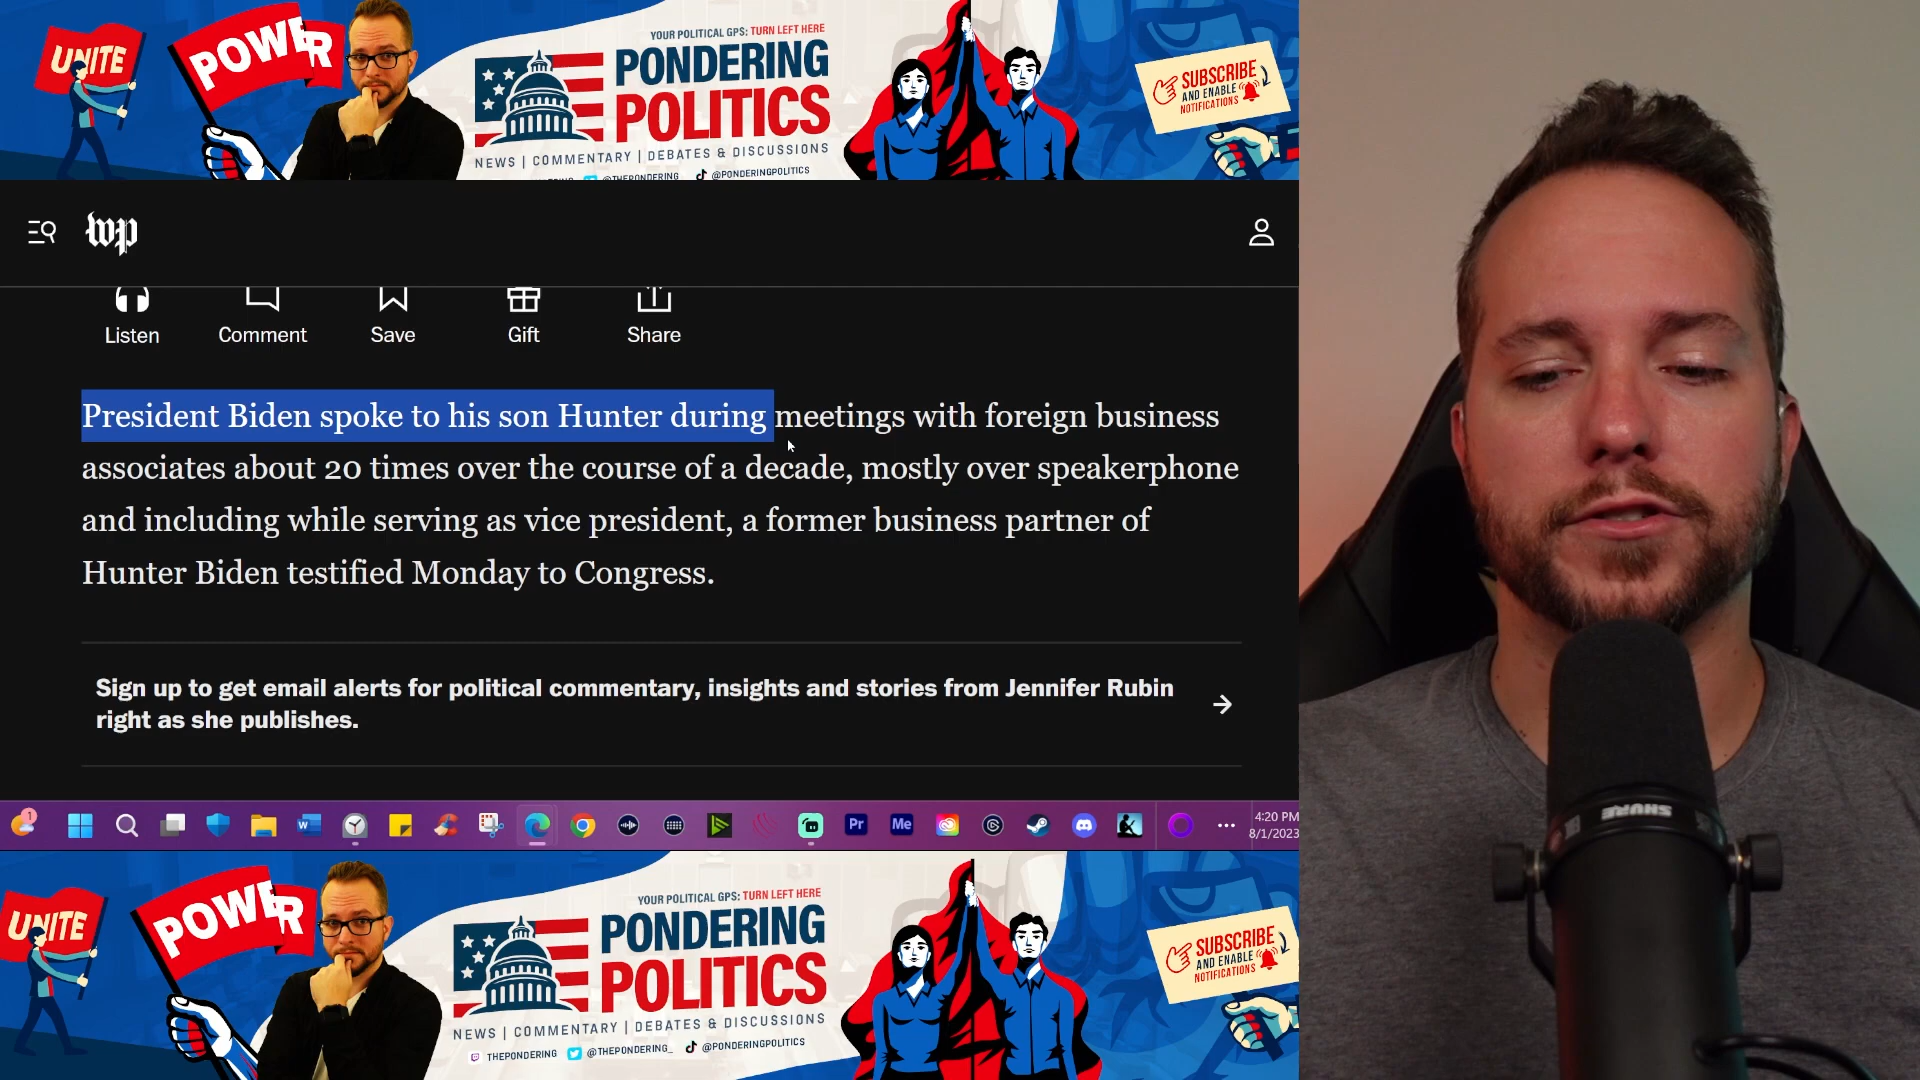 UNITE
POWER
YOUR POLITICAL GPS: TURN LEFT HERE
PONDERING
POLITICS
NEWS | COMMENTARY | DEBATES & DISCUSSIONS
@THEPONDERING @PONDERINGPOLITICS
SUBSCRIBE
AND ENABLE
NOTIFICATIONS
wp
Listen Comment Save Gift Share
President Biden spoke to his son Hunter during meetings with foreign business
associates about 20 times over the course of a decade, mostly over speakerphone
and including while serving as vice president, a former business partner of
Hunter Biden testified Monday to Congress.
Sign up to get email alerts for political commentary, insights and stories from Jennifer Rubin
right as she publishes.
1
W
Pr
Me
4:20 PM
8/1/2023
UNITE
POWER
YOUR POLITICAL GPS: TURN LEFT HERE
PONDERING
POLITICS
NEWS | COMMENTARY | DEBATES & DISCUSSIONS
THEPONDERING @THEPONDERING_ @PONDERINGPOLITICS
SUBSCRIBE
AND ENABLE
NOTIFICATIONS
SHURE